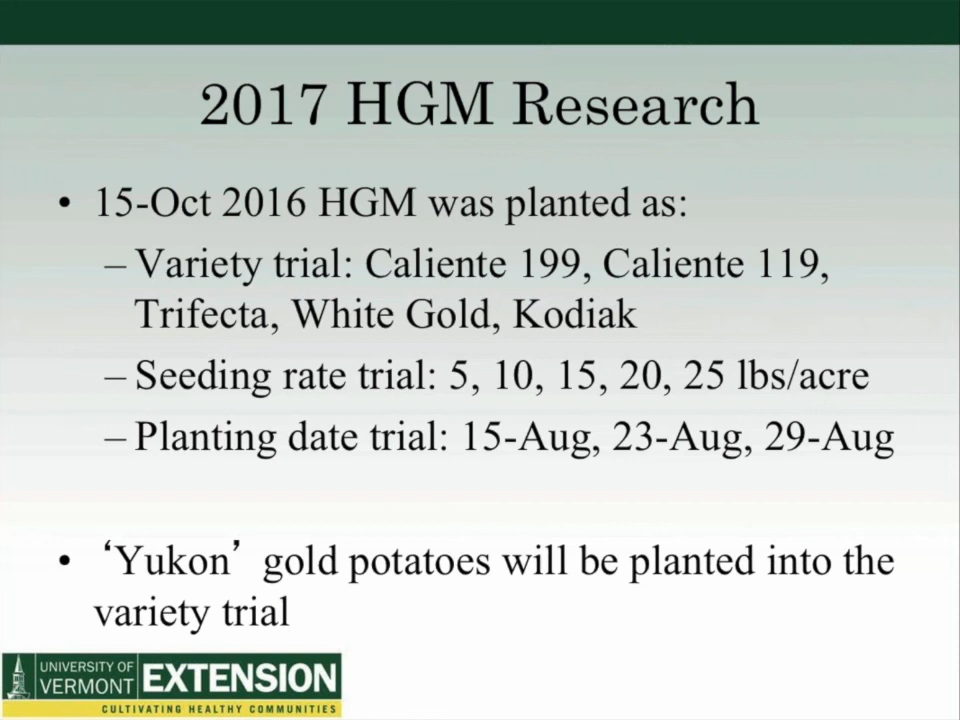 2017 HGM Research
• 15-Oct 2016 HGM was planted as:
– Variety trial: Caliente 199, Caliente 119,
Trifecta, White Gold, Kodiak
– Seeding rate trial: 5, 10, 15, 20, 25 lbs/acre
– Planting date trial: 15-Aug, 23-Aug, 29-Aug
• ‘Yukon’ gold potatoes will be planted into the
variety trial
UNIVERSITY OF
VERMONT EXTENSION
CULTIVATING HEALTHY COMMUNITIES